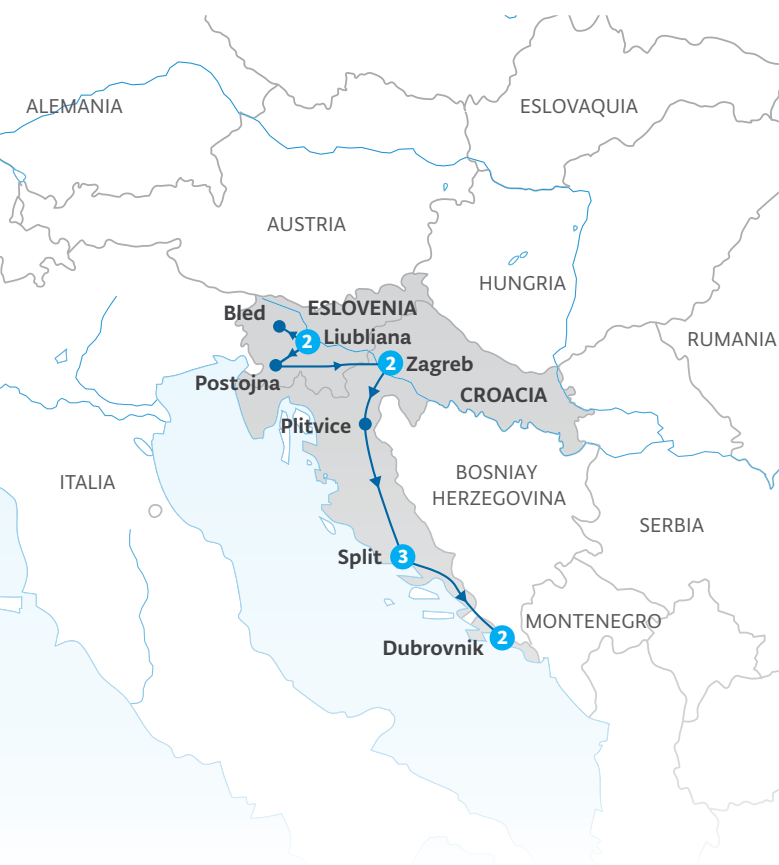 ALEMANIA
ESLOVAQUIA
AUSTRIA
HUNGRIA
Bled
ESLOVENIA
2
Liubliana
RUMANIA
2
Zagreb
Postojna
CROACIA
Plitvice
ITALIA
BOSNIAY
HERZEGOVINA
SERBIA
Split
3
MONTENEGRO
Dubrovnik
2